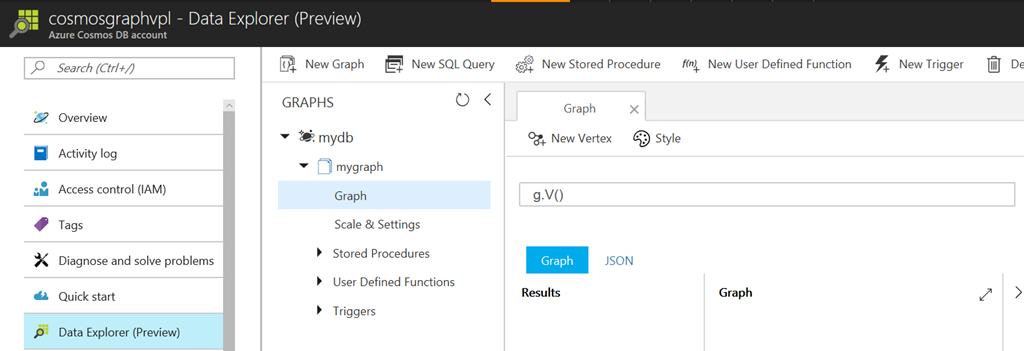 cosmosgraphvpl - Data Explorer (Preview)
Azure Cosmos DB account
Search (Ctrl+/)
Overview
Activity log
Access control (IAM)
Tags
Diagnose and solve problems
Quick start
Data Explorer (Preview)
New Graph
New SQL Query
New Stored Procedure
f(n) New User Defined Function
New Trigger
De
GRAPHS
mydb
mygraph
Graph
Scale & Settings
Stored Procedures
User Defined Functions
Triggers
Graph
New Vertex
Style
g.V()
Graph
JSON
Results
Graph